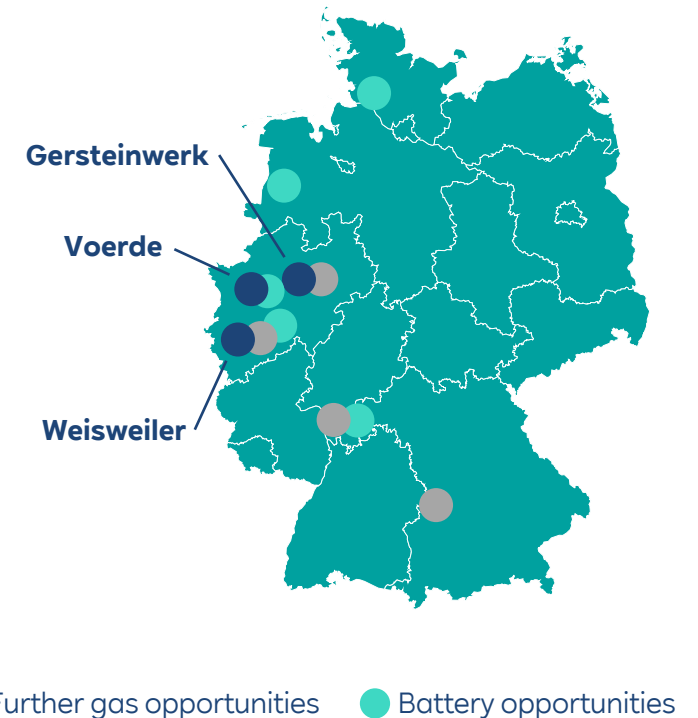 Gersteinwerk
Voerde
Weisweiler
Further gas opportunities Battery opportunities